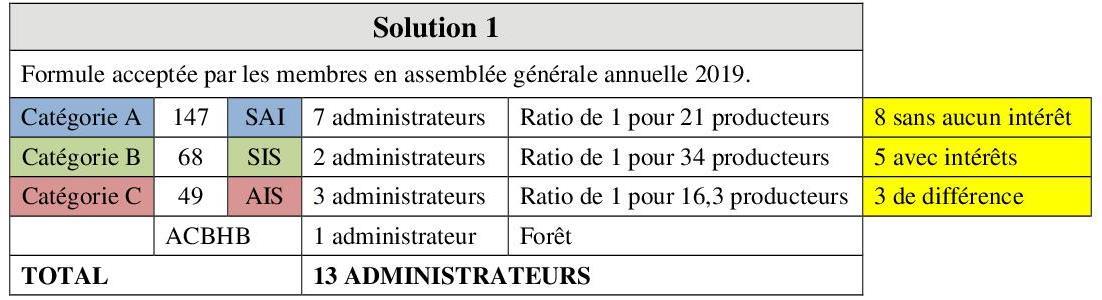 Solution 1
Formule acceptée par les membres en assemblée générale annuelle 2019.
Catégorie A 147 SAI 7 administrateurs Ratio de 1 pour 21 producteurs 8 sans aucun intérêt
Catégorie B 68 SIS 2 administrateurs Ratio de 1 pour 34 producteurs 5 avec intérêts
Catégorie C 49 AIS 3 administrateurs Ratio de 1 pour 16,3 producteurs 3 de différence
ACBHB 1 administrateur Forêt
TOTAL 13 ADMINISTRATEURS